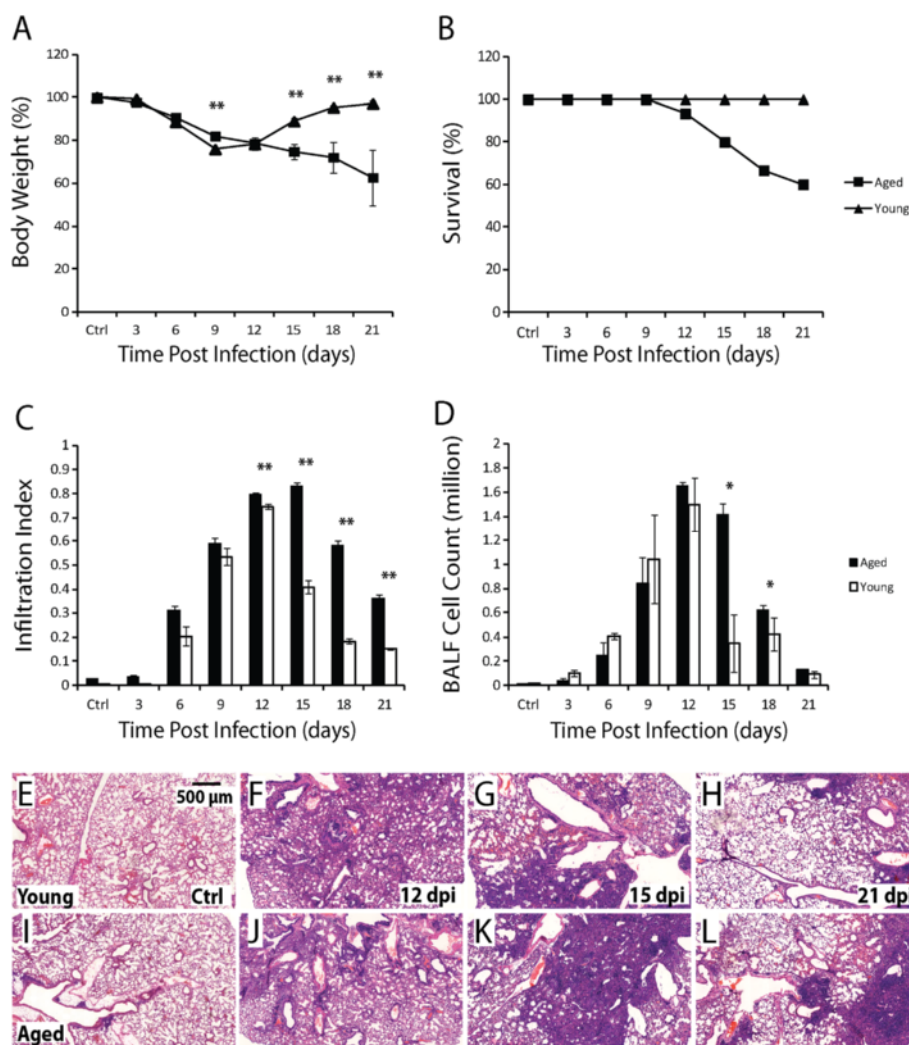 A
120
100
80
60
40
20
0
Body Weight (%)
** ** ** **
Ctrl 3 6 9 12 15 18 21
Time Post Infection (days)
B
120
100
80
60
40
20
0
Survival (%)
Ctrl 3 6 9 12 15 18 21
Time Post Infection (days)
Aged
Young
C
1
0.9
0.8
0.7
0.6
0.5
0.4
0.3
0.2
0.1
0
Infiltration Index
** ** ** **
Ctrl 3 6 9 12 15 18 21
Time Post Infection (days)
D
2
1.8
1.6
1.4
1.2
1
0.8
0.6
0.4
0.2
0
BALF Cell Count (million)
* *
Ctrl 3 6 9 12 15 18 21
Time Post Infection (days)
Aged
Young
E
500 µm
Young Ctrl
F
12 dpi
G
15 dpi
H
21 dpi
I
Aged
J
K
L